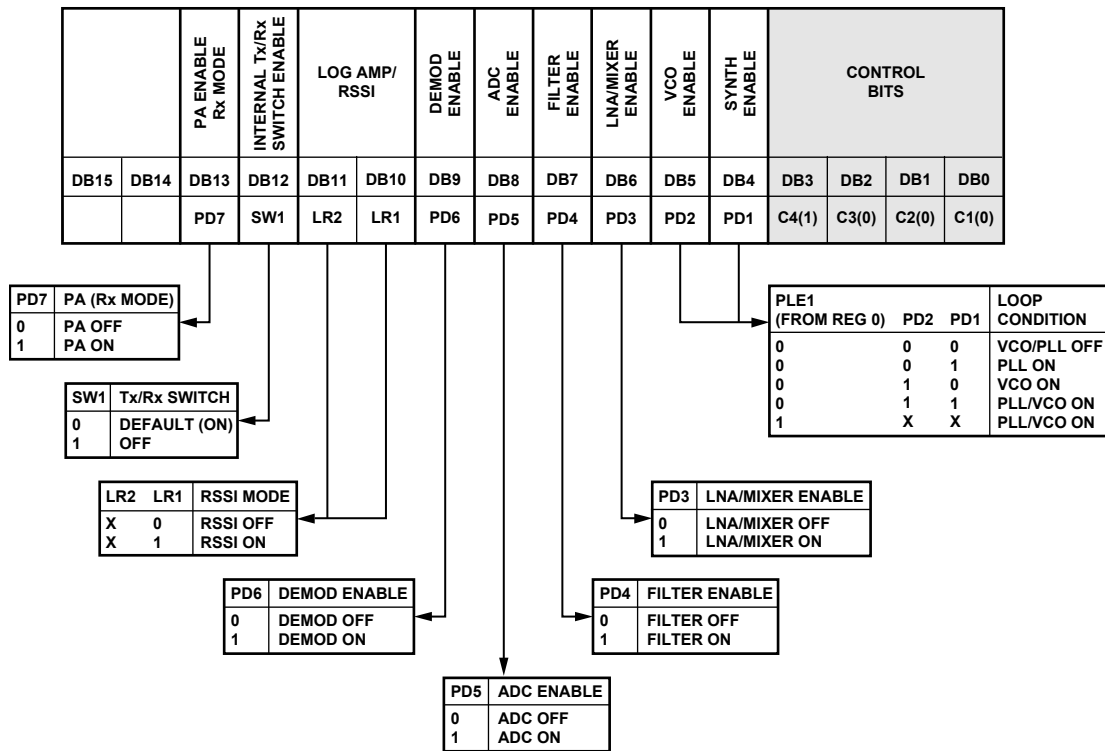 PA ENABLE
Rx MODE
INTERNAL Tx/Rx
SWITCH ENABLE
LOG AMP/
RSSI
DEMOD
ENABLE
ADC
ENABLE
FILTER
ENABLE
LNA/MIXER
ENABLE
VCO
ENABLE
SYNTH
ENABLE
CONTROL
BITS
DB15 DB14 DB13 DB12 DB11 DB10 DB9 DB8 DB7 DB6 DB5 DB4 DB3 DB2 DB1 DB0
PD7 SW1 LR2 LR1 PD6 PD5 PD4 PD3 PD2 PD1 C4(1) C3(0) C2(0) C1(0)
PD7 PA (Rx MODE)
0 PA OFF
1 PA ON
PLE1
(FROM REG 0) PD2 PD1 LOOP
CONDITION
0 0 0 VCO/PLL OFF
0 0 1 PLL ON
0 1 0 VCO ON
0 1 1 PLL/VCO ON
1 X X PLL/VCO ON
SW1 Tx/Rx SWITCH
0 DEFAULT (ON)
1 OFF
LR2 LR1 RSSI MODE
X 0 RSSI OFF
X 1 RSSI ON
PD3 LNA/MIXER ENABLE
0 LNA/MIXER OFF
1 LNA/MIXER ON
PD6 DEMOD ENABLE
0 DEMOD OFF
1 DEMOD ON
PD4 FILTER ENABLE
0 FILTER OFF
1 FILTER ON
PD5 ADC ENABLE
0 ADC OFF
1 ADC ON